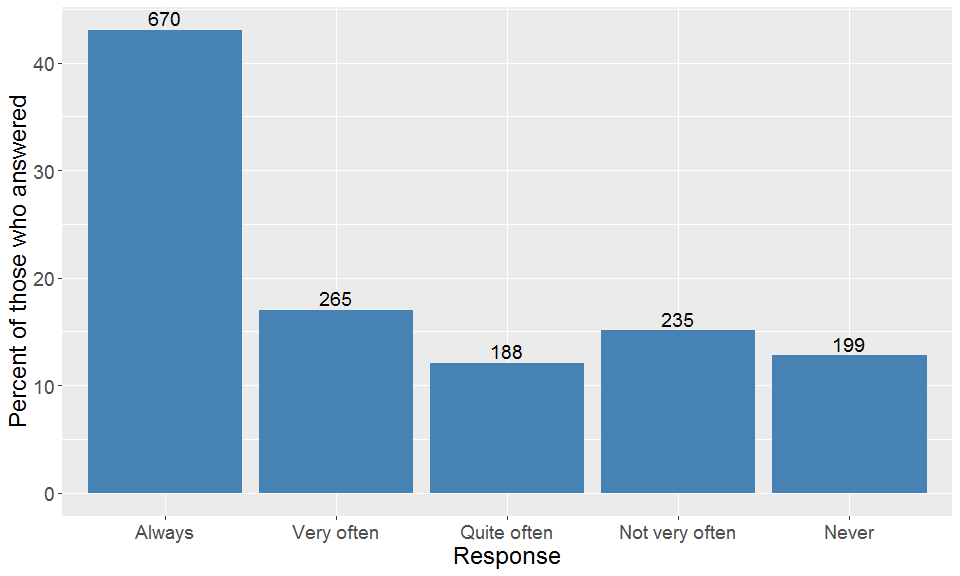 670
265
188
235
199
40
30
20
10
0
Percent of those who answered
Always
Very often
Quite often
Not very often
Never
Response